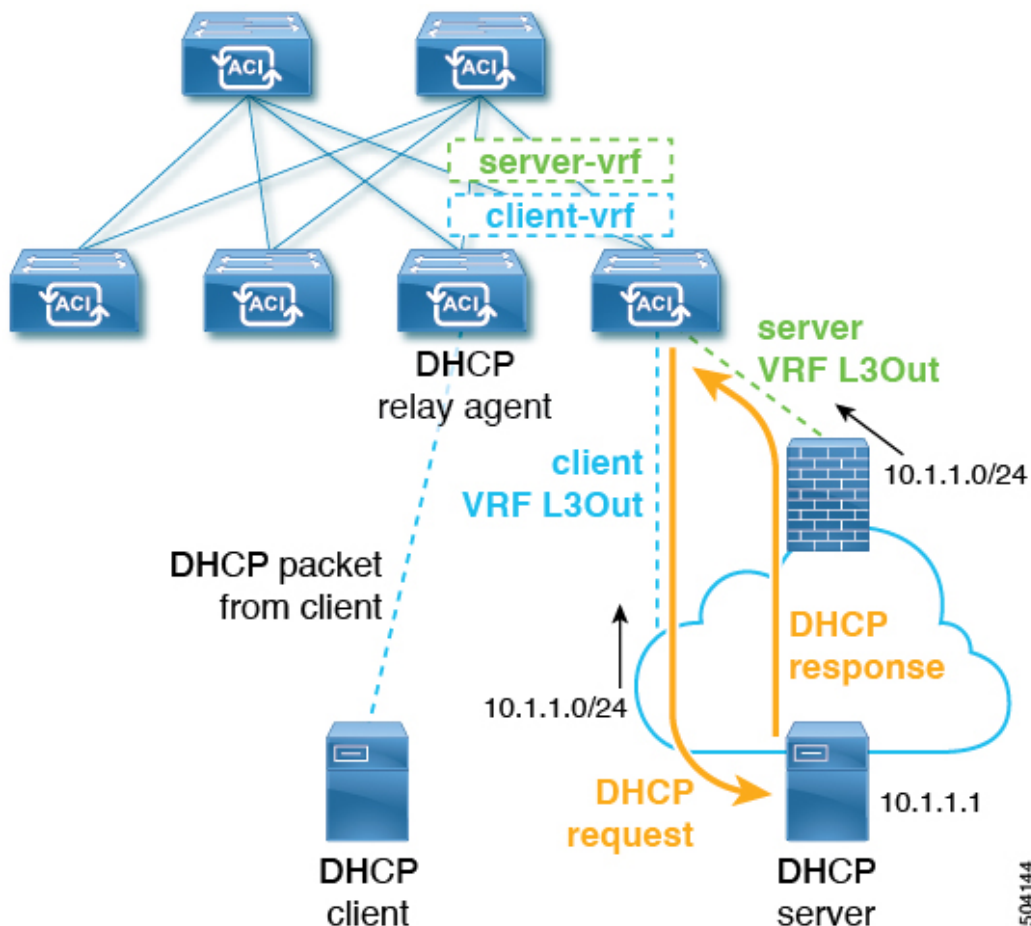 ACI
ACI
server-vrf
client-vrf
ACI
ACI
ACI
ACI
DHCP
relay agent
server
VRF L3Out
10.1.1.0/24
client
VRF L3Out
DHCP packet
from client
DHCP
response
10.1.1.0/24
DHCP
request
10.1.1.1
DHCP
client
DHCP
server
504144